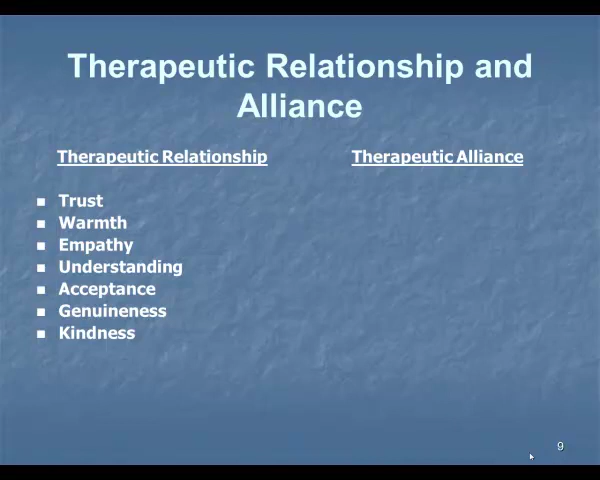 Therapeutic Relationship and
Alliance
Therapeutic Relationship
Therapeutic Alliance
Trust
Warmth
Empathy
Understanding
Acceptance
Genuineness
Kindness
9